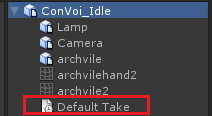 ConVoi_Idle
Lamp
Camera
archvile
archvilehand2
archvile2
Default Take